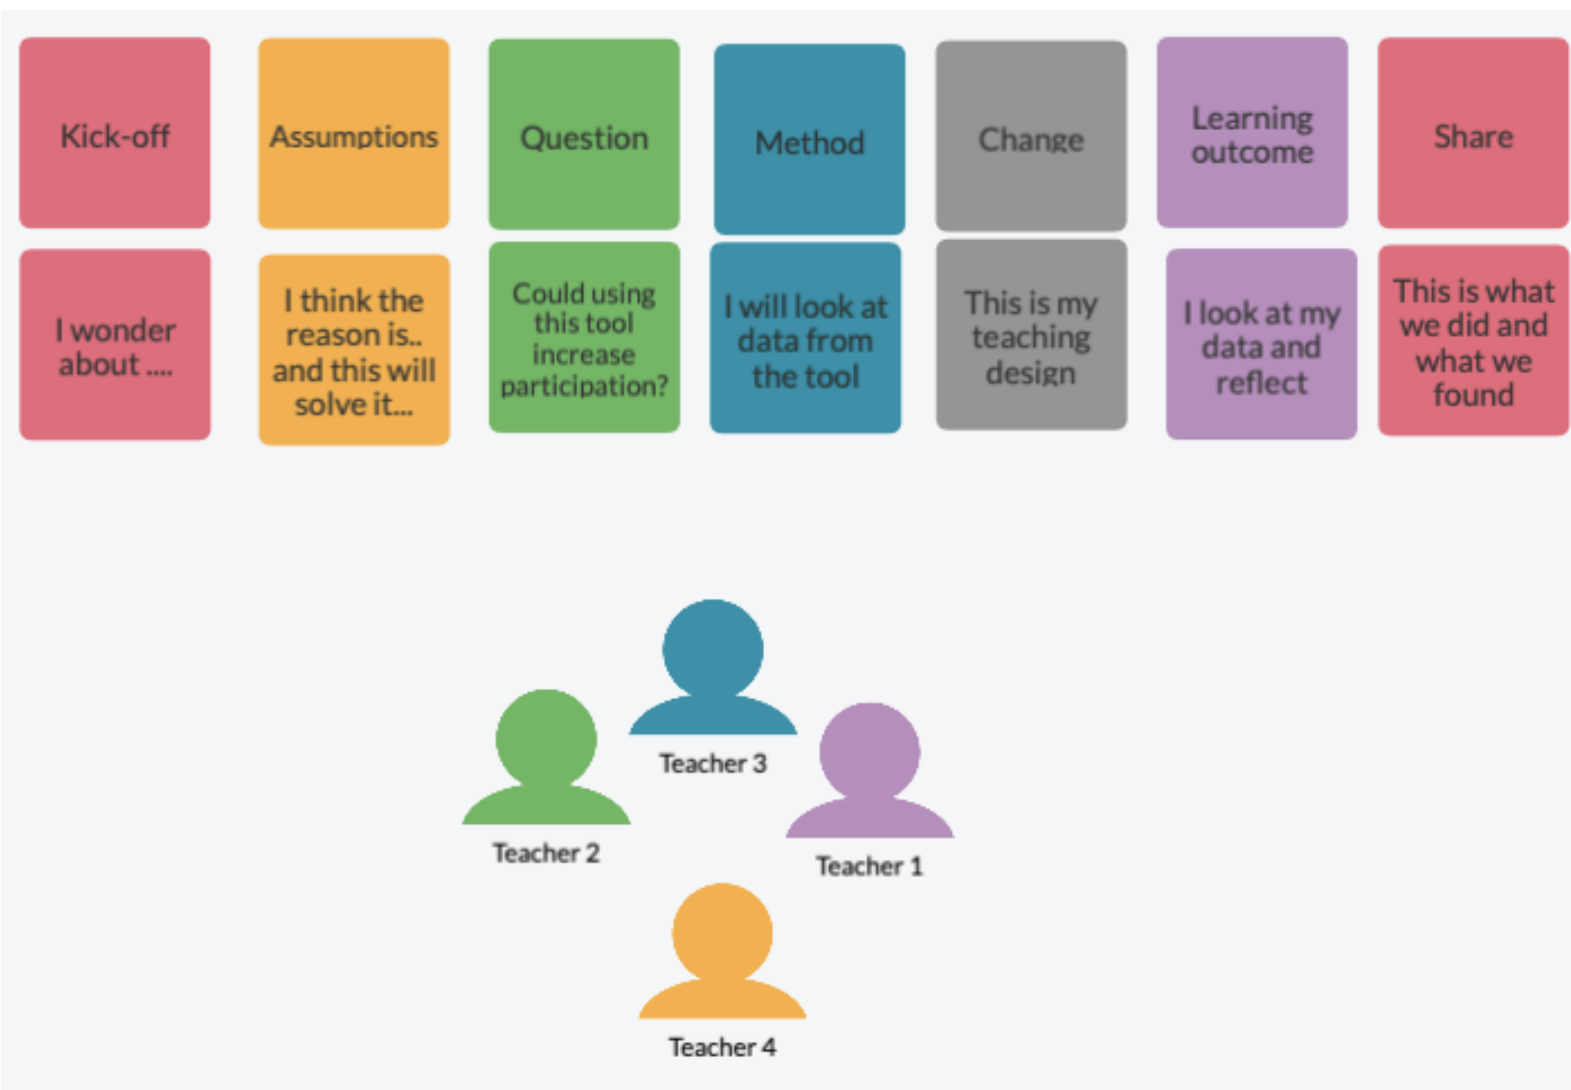 Kick-off
Assumptions
Question
Method
Change
Learning
outcome
Share
I wonder
about ....
I think the
reason is..
and this will
solve it...
Could using
this tool
increase
participation?
I will look at
data from
the tool
This is my
teaching
design
I look at my
data and
reflect
This is what
we did and
what we
found
Teacher 3
Teacher 2
Teacher 1
Teacher 4